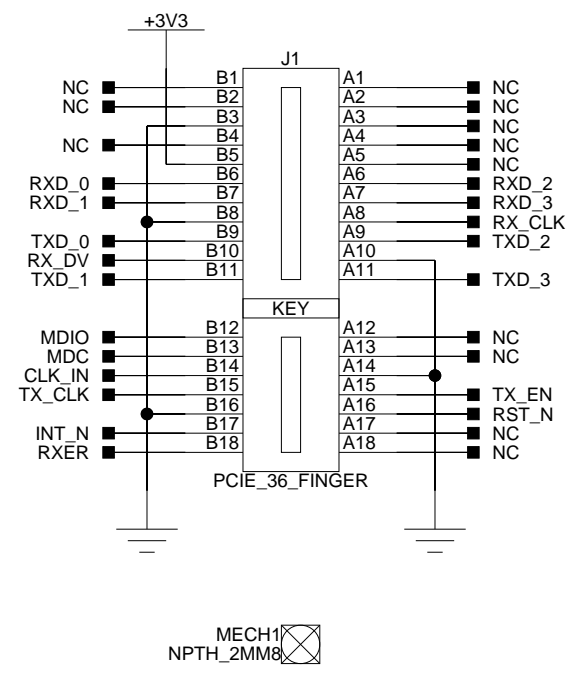 +3V3
J1
NC B1 A1 NC
NC B2 A2 NC
B3 A3 NC
NC B4 A4 NC
B5 A5 NC
RXD_0 B6 A6 RXD_2
RXD_1 B7 A7 RXD_3
B8 A8 RX_CLK
TXD_0 B9 A9 TXD_2
RX_DV B10 A10
TXD_1 B11 A11 TXD_3
KEY
MDIO B12 A12 NC
MDC B13 A13 NC
CLK_IN B14 A14
TX_CLK B15 A15 TX_EN
B16 A16 RST_N
INT_N B17 A17 NC
RXER B18 A18 NC
PCIE_36_FINGER
MECH1
NPTH_2MM8